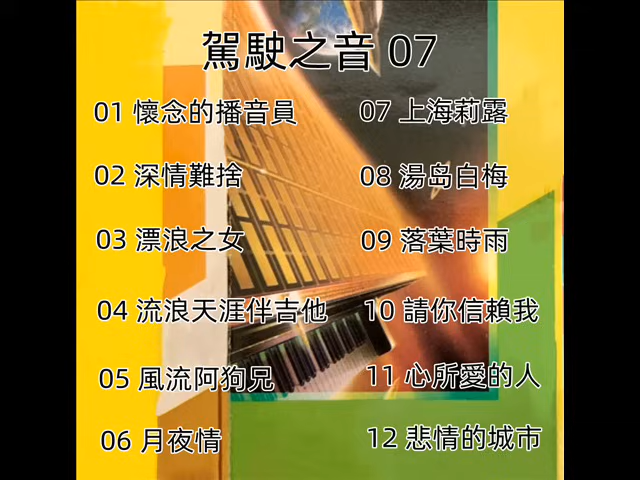 駕駛之音 07
01 懷念的播音員
02 深情難捨
03 漂浪之女
04 流浪天涯伴吉他
05 風流阿狗兄
06 月夜情
07 上海莉露
08 湯岛白梅
09 落葉時雨
10 請你信賴我
11 心所愛的人
12 悲情的城市